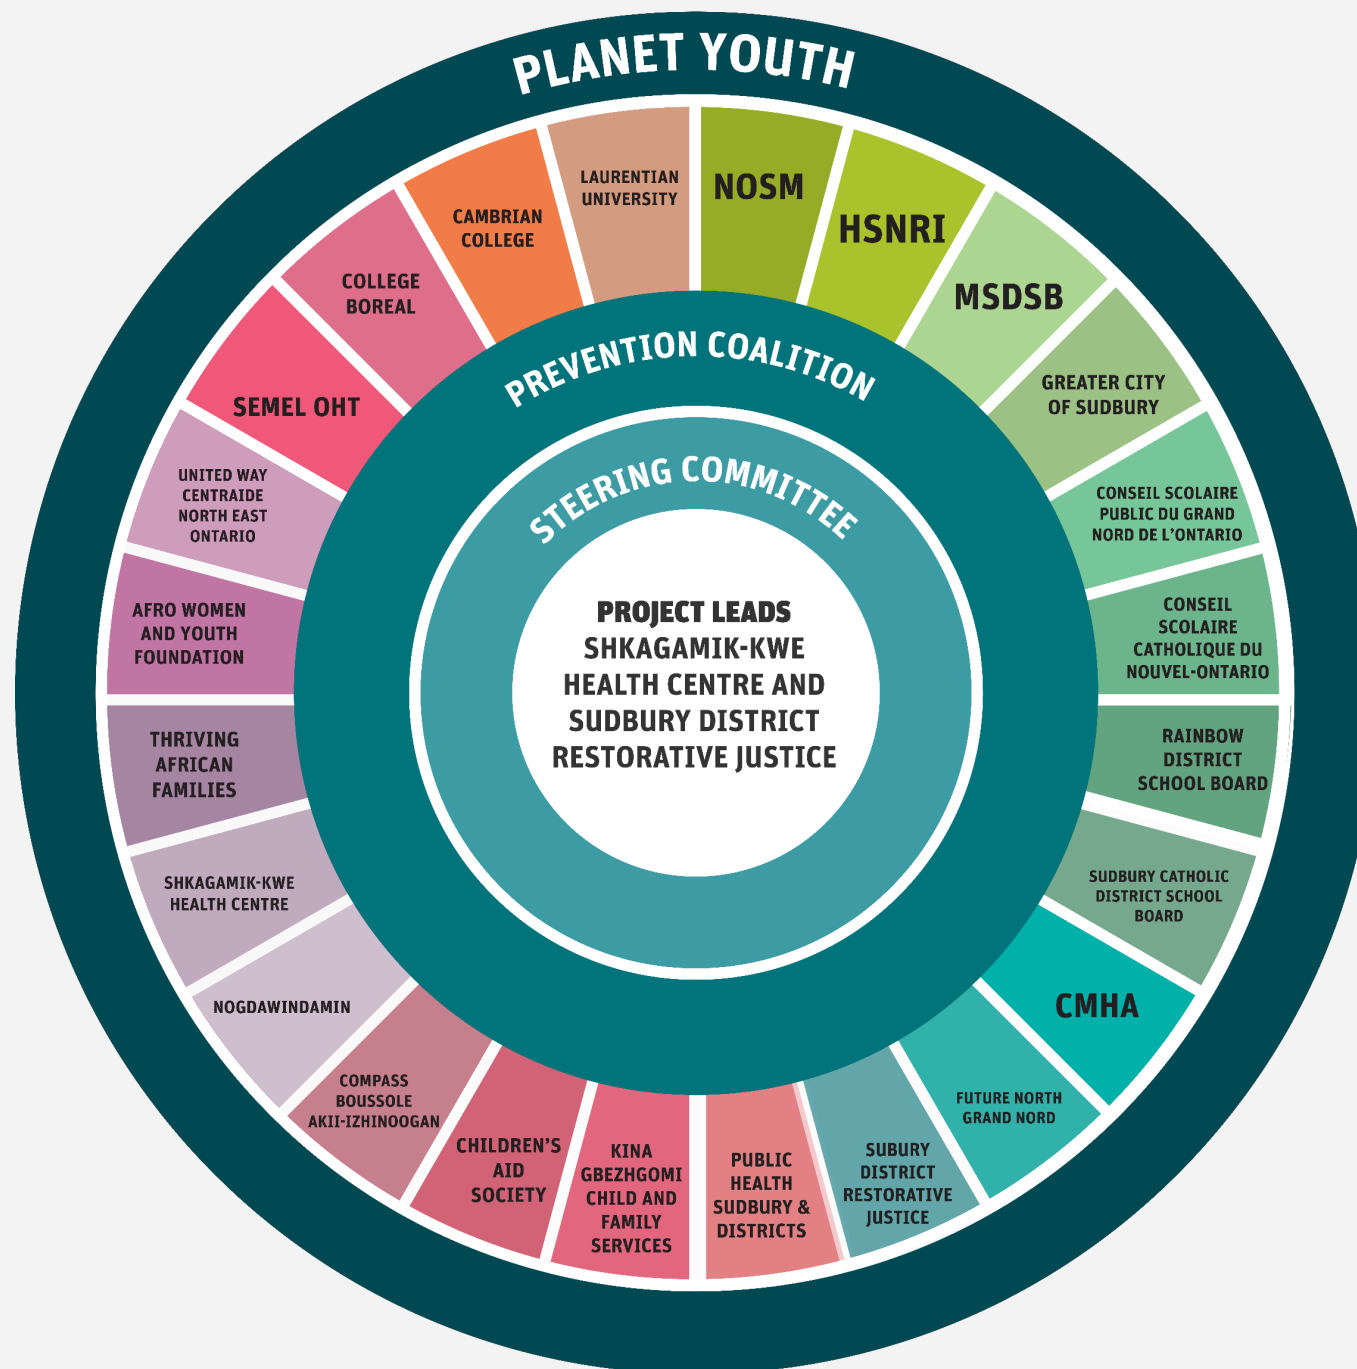 PLANET YOUTH
LAURENTIAN
UNIVERSITY
NOSM
HSNRI
MSDSB
GREATER CITY
OF SUDBURY
CONSEIL SCOLAIRE
PUBLIC DU GRAND
NORD DE L'ONTARIO
CONSEIL
SCOLAIRE
CATHOLIQUE DU
NOUVEL-ONTARIO
RAINBOW
DISTRICT
SCHOOL BOARD
SUDBURY CATHOLIC
DISTRICT SCHOOL
BOARD
CMHA
FUTURE NORTH
GRAND NORD
SUBURY
DISTRICT
RESTORATIVE
JUSTICE
PUBLIC
HEALTH
SUDBURY &
DISTRICTS
KINA
GBEZHGOMI
CHILD AND
FAMILY
SERVICES
CHILDREN'S
AID
SOCIETY
COMPASS
BOUSSOLE
AKII-IZHINOOGAN
NOGDAWINDAMIN
SHKAGAMIK-KWE
HEALTH CENTRE
THRIVING
AFRICAN
FAMILIES
AFRO WOMEN
AND YOUTH
FOUNDATION
UNITED WAY
CENTRAIDE
NORTH EAST
ONTARIO
SEMEL OHT
COLLEGE
BOREAL
CAMBRIAN
COLLEGE
PREVENTION COALITION
STEERING COMMITTEE
PROJECT LEADS
SHKAGAMIK-KWE
HEALTH CENTRE AND
SUDBURY DISTRICT
RESTORATIVE JUSTICE